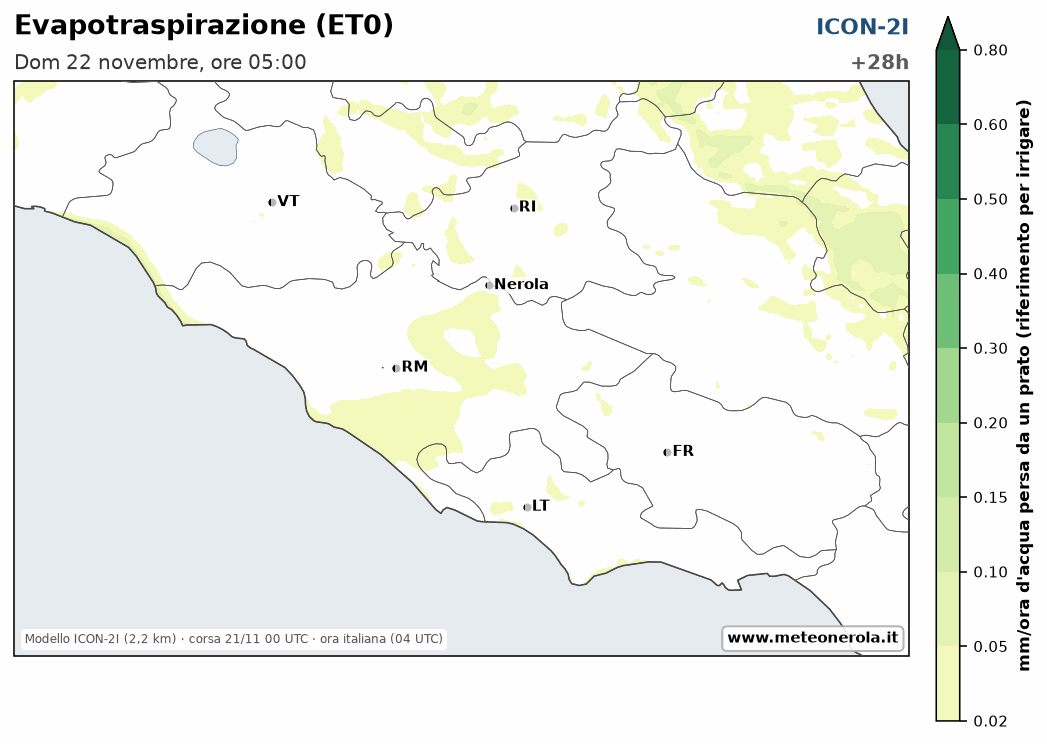 Evapotraspirazione (ET0)
ICON-2I
Dom 22 novembre, ore 05:00
+28h
VT
RI
Nerola
RM
FR
LT
Modello ICON-2I (2,2 km) · corsa 21/11 00 UTC · ora italiana (04 UTC)
www.meteonerola.it
0.80
0.60
0.50
0.40
0.30
0.20
0.15
0.10
0.05
0.02
mm/ora d'acqua persa da un prato (riferimento per irrigare)